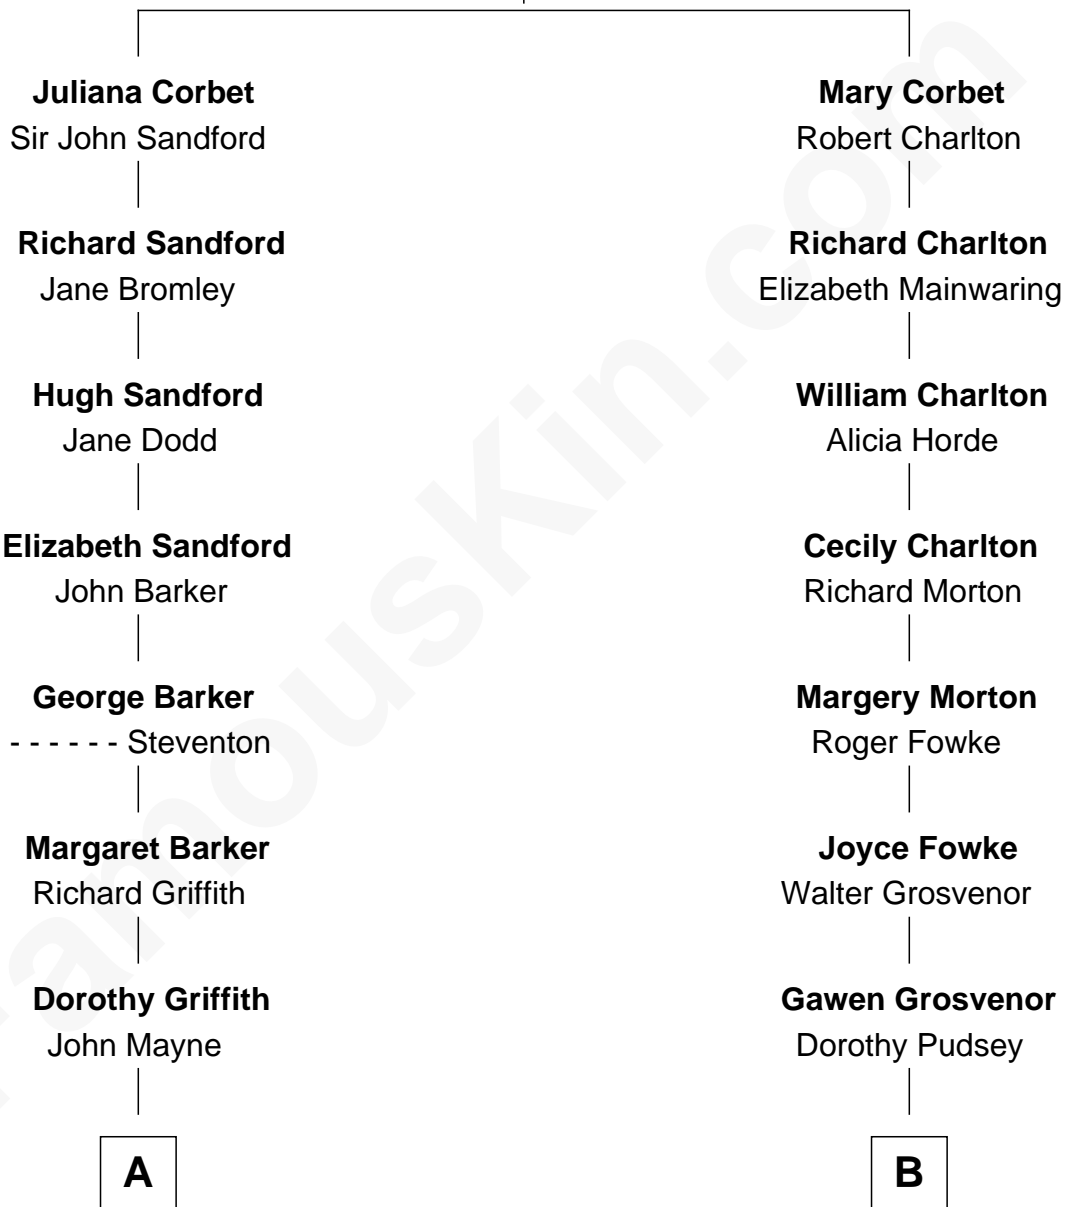 Juliana Corbet
Sir John Sandford
Richard Sandford
Jane Bromley
Hugh Sandford
Jane Dodd
Elizabeth Sandford
John Barker
George Barker
- - - - - - Steventon
Margaret Barker
Richard Griffith
Dorothy Griffith
John Mayne
A
Mary Corbet
Robert Charlton
Richard Charlton
Elizabeth Mainwaring
William Charlton
Alicia Horde
Cecily Charlton
Richard Morton
Margery Morton
Roger Fowke
Joyce Fowke
Walter Grosvenor
Gawen Grosvenor
Dorothy Pudsey
B
FamousKin.com